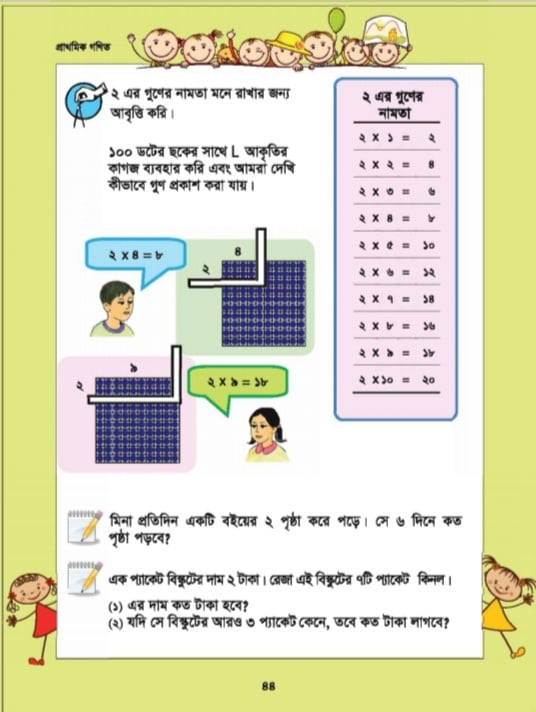 প্রাথমিক গণিত
২ এর গুণের নামতা মনে রাখার জন্য
আবৃত্তি করি।
১০০ ডটের ছকের সাথে L আকৃতির
কাগজ ব্যবহার করি এবং আমরা দেখি
কীভাবে গুণ প্রকাশ করা যায়।
২ x ৪ = ৮
৪
২
৯
২
২ x ৯ = ১৮
২ এর গুণের
নামতা
২ x ১ = ২
২ x ২ = ৪
২ x ৩ = ৬
২ x ৪ = ৮
২ x ৫ = ১০
২ x ৬ = ১২
২ x ৭ = ১৪
২ x ৮ = ১৬
২ x ৯ = ১৮
২ x১০ = ২০
মিনা প্রতিদিন একটি বইয়ের ২ পৃষ্ঠা করে পড়ে। সে ৬ দিনে কত
পৃষ্ঠা পড়বে?
এক প্যাকেট বিস্কুটের দাম ২ টাকা। রেজা এই বিস্কুটের ৭টি প্যাকেট কিনল।
(১) এর দাম কত টাকা হবে?
(২) যদি সে বিস্কুটের আরও ৩ প্যাকেট কেনে, তবে কত টাকা লাগবে?
৪৪